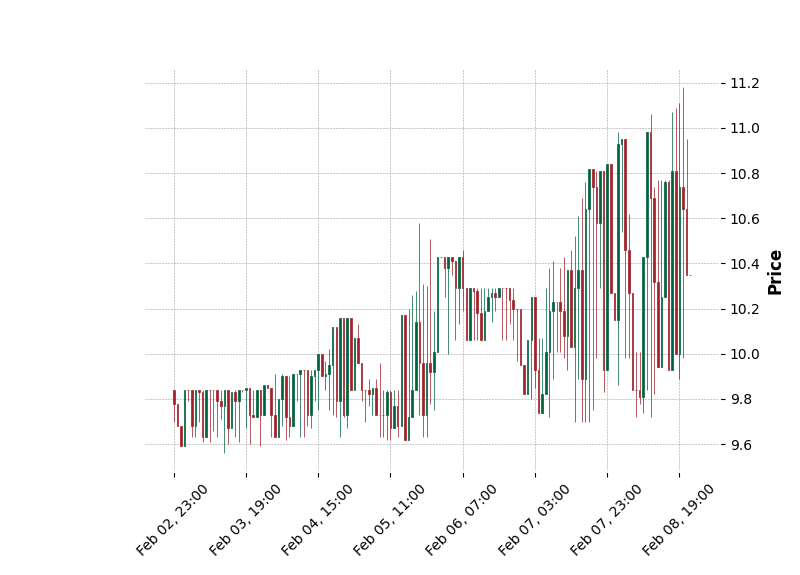 11.2
11.0
10.8
10.6
10.4
10.2
10.0
9.8
9.6
Price
Feb 02, 23:00
Feb 03, 19:00
Feb 04, 15:00
Feb 05, 11:00
Feb 06, 07:00
Feb 07, 03:00
Feb 07, 23:00
Feb 08, 19:00